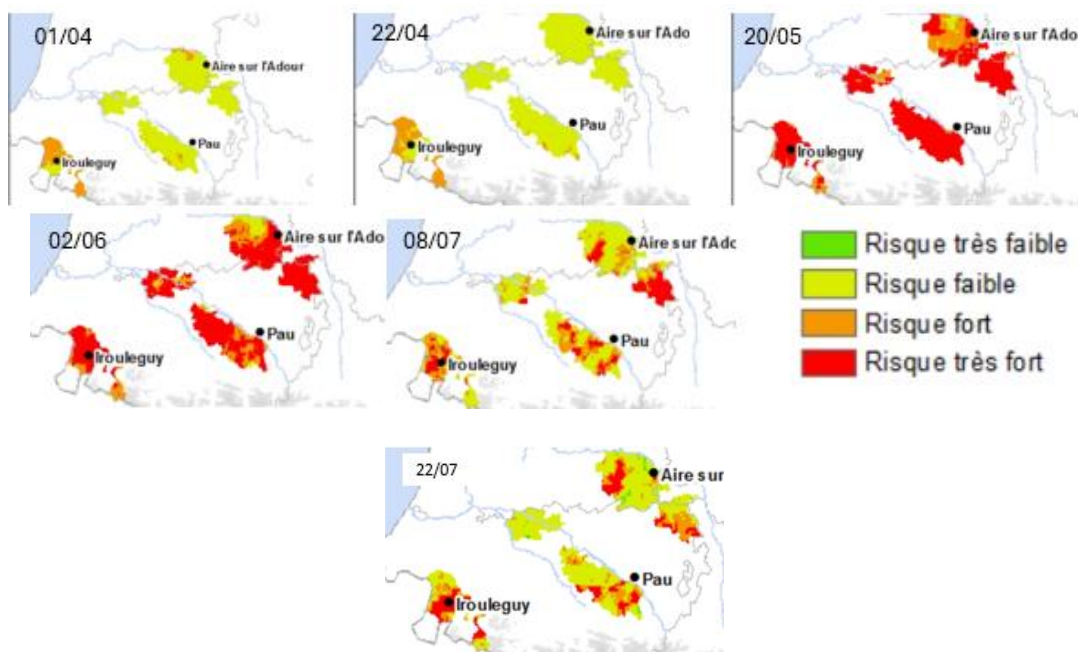 01/04
Aire sur l'Adour
Pau
Irouleguy
22/04
Aire sur l'Ado
Pau
Irouleguy
20/05
Aire sur l'Ado
Pau
Irouleguy
02/06
Aire sur l'Ado
Pau
Irouleguy
08/07
Aire sur l'Adc
Pau
Irouleguy
Risque très faible
Risque faible
Risque fort
Risque très fort
22/07
Aire sur
Pau
Irouleguy